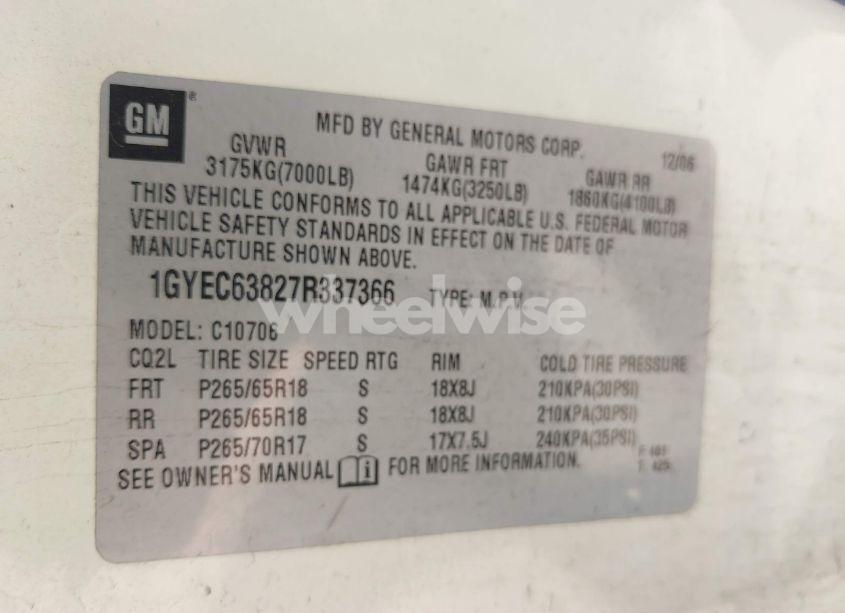 GM ®
MFD BY GENERAL MOTORS CORP. 12/06
GVWR GAWR FRT GAWR RR
3175KG(7000LB) 1474KG(3250LB) 1860KG(4100LB)
THIS VEHICLE CONFORMS TO ALL APPLICABLE U.S. FEDERAL MOTOR
VEHICLE SAFETY STANDARDS IN EFFECT ON THE DATE OF
MANUFACTURE SHOWN ABOVE.
1GYEC63827R337366 TYPE: M.P.V
wheelwise
MODEL: C10706
CQ2L TIRE SIZE SPEED RTG RIM COLD TIRE PRESSURE
FRT P265/65R18 S 18X8J 210KPA(30PSI)
RR P265/65R18 S 18X8J 210KPA(30PSI)
SPA P265/70R17 S 17X7.5J 240KPA(35PSI)
SEE OWNER'S MANUAL i FOR MORE INFORMATION.